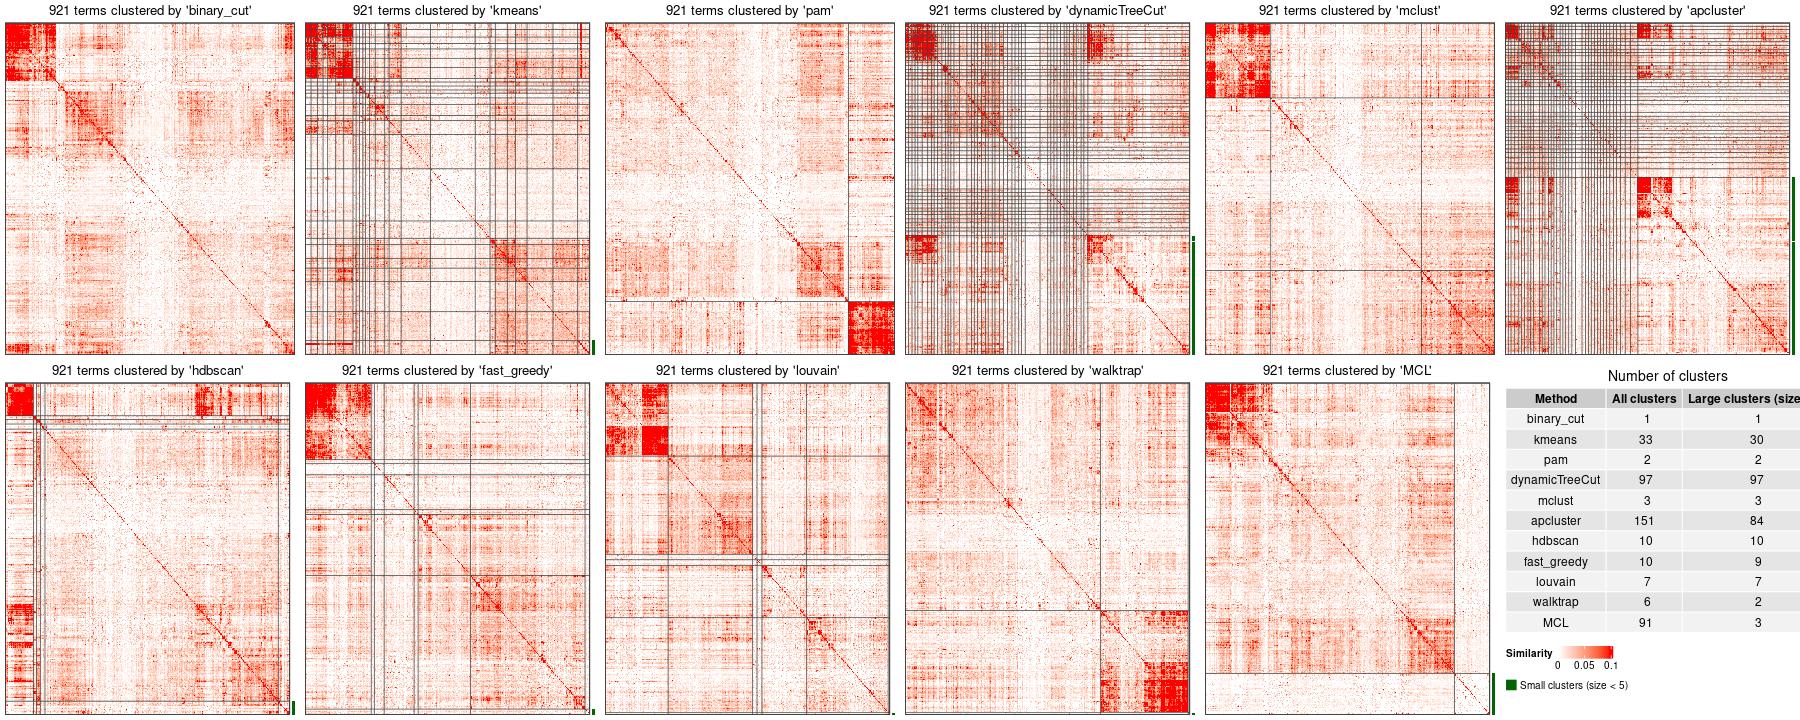 921 terms clustered by 'binary_cut'
921 terms clustered by 'kmeans'
921 terms clustered by 'pam'
921 terms clustered by 'dynamicTreeCut'
921 terms clustered by 'mclust'
921 terms clustered by 'apcluster'
921 terms clustered by 'hdbscan'
921 terms clustered by 'fast_greedy'
921 terms clustered by 'louvain'
921 terms clustered by 'walktrap'
921 terms clustered by 'MCL'
Number of clusters
Method All clusters Large clusters (size
binary_cut 1 1
kmeans 33 30
pam 2 2
dynamicTreeCut 97 97
mclust 3 3
apcluster 151 84
hdbscan 10 10
fast_greedy 10 9
louvain 7 7
walktrap 6 2
MCL 91 3
Similarity
0 0.05 0.1
Small clusters (size < 5)